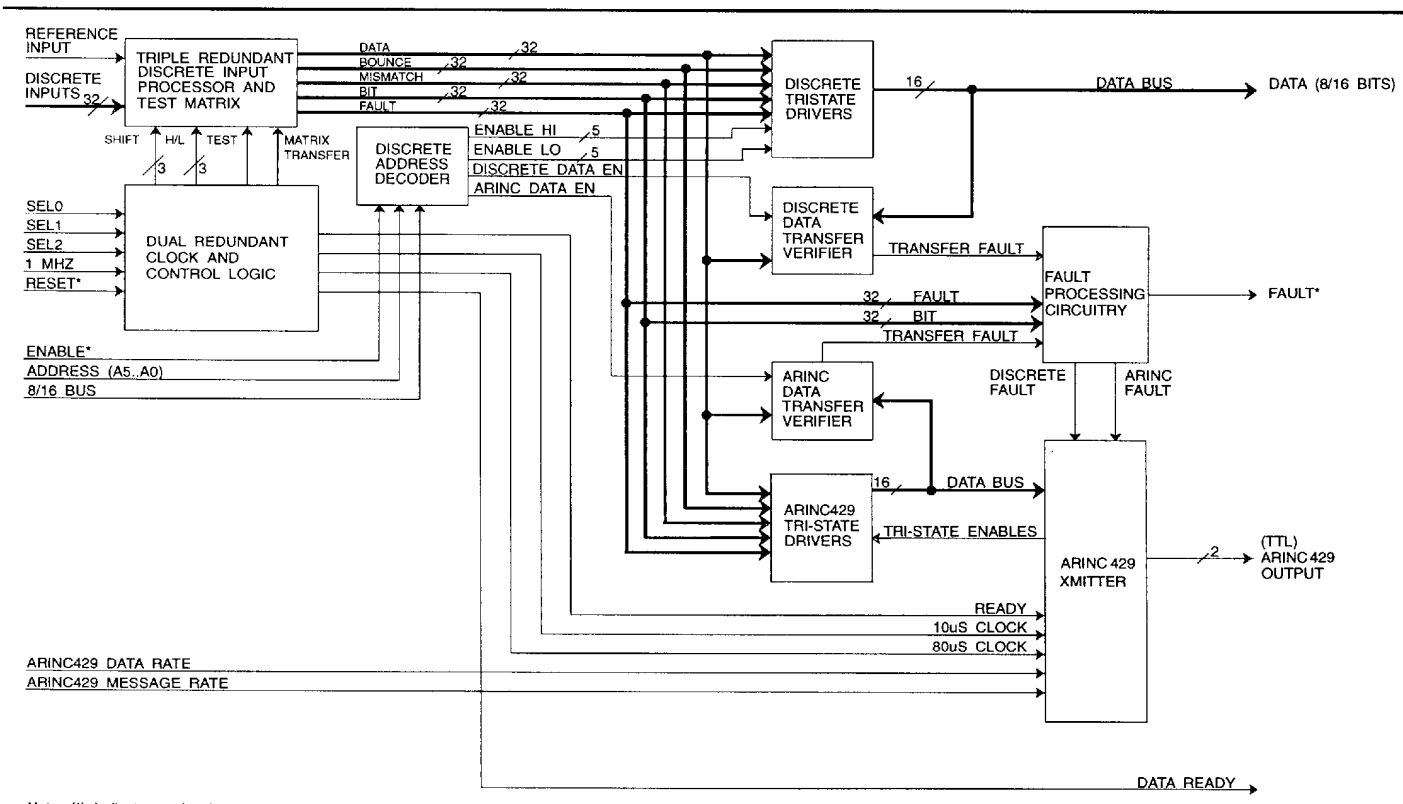 REFERENCE
INPUT
DISCRETE
INPUTS
32
TRIPLE REDUNDANT
DISCRETE INPUT
PROCESSOR AND
TEST MATRIX
DATA 32
BOUNCE 32
MISMATCH 32
BIT 32
FAULT 32
SHIFT H/L TEST MATRIX
TRANSFER
3 3
DISCRETE
ADDRESS
DECODER
ENABLE HI 5
ENABLE LO 5
DISCRETE DATA EN
ARINC DATA EN
DISCRETE
TRISTATE
DRIVERS
16 DATA BUS
DATA (8/16 BITS)
SEL0
SEL1
SEL2
1 MHZ
RESET*
DUAL REDUNDANT
CLOCK AND
CONTROL LOGIC
DISCRETE
DATA
TRANSFER
VERIFIER
TRANSFER FAULT
32 FAULT
32 BIT
TRANSFER FAULT
FAULT
PROCESSING
CIRCUITRY
FAULT*
ENABLE*
ADDRESS (A5..A0)
8/16 BUS
ARINC
DATA
TRANSFER
VERIFIER
DISCRETE
FAULT
ARINC
FAULT
ARINC429
TRI-STATE
DRIVERS
16 DATA BUS
TRI-STATE ENABLES
ARINC 429
XMITTER
2
(TTL)
ARINC 429
OUTPUT
READY
10uS CLOCK
80uS CLOCK
ARINC429 DATA RATE
ARINC429 MESSAGE RATE
DATA READY